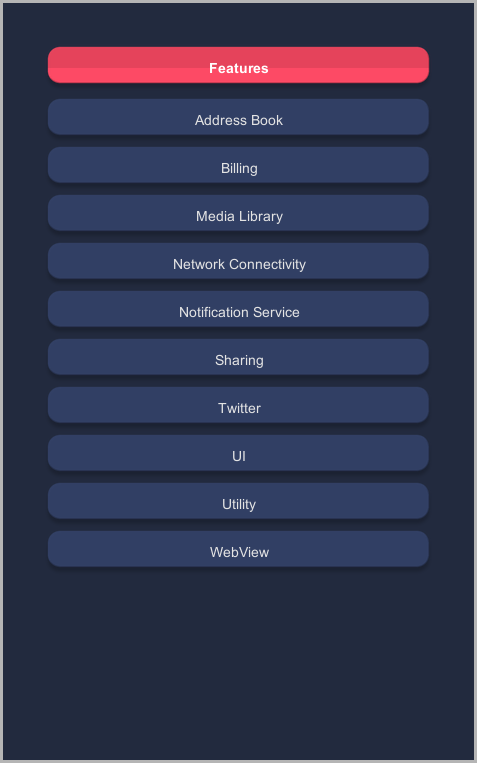 Features
Address Book
Billing
Media Library
Network Connectivity
Notification Service
Sharing
Twitter
UI
Utility
WebView